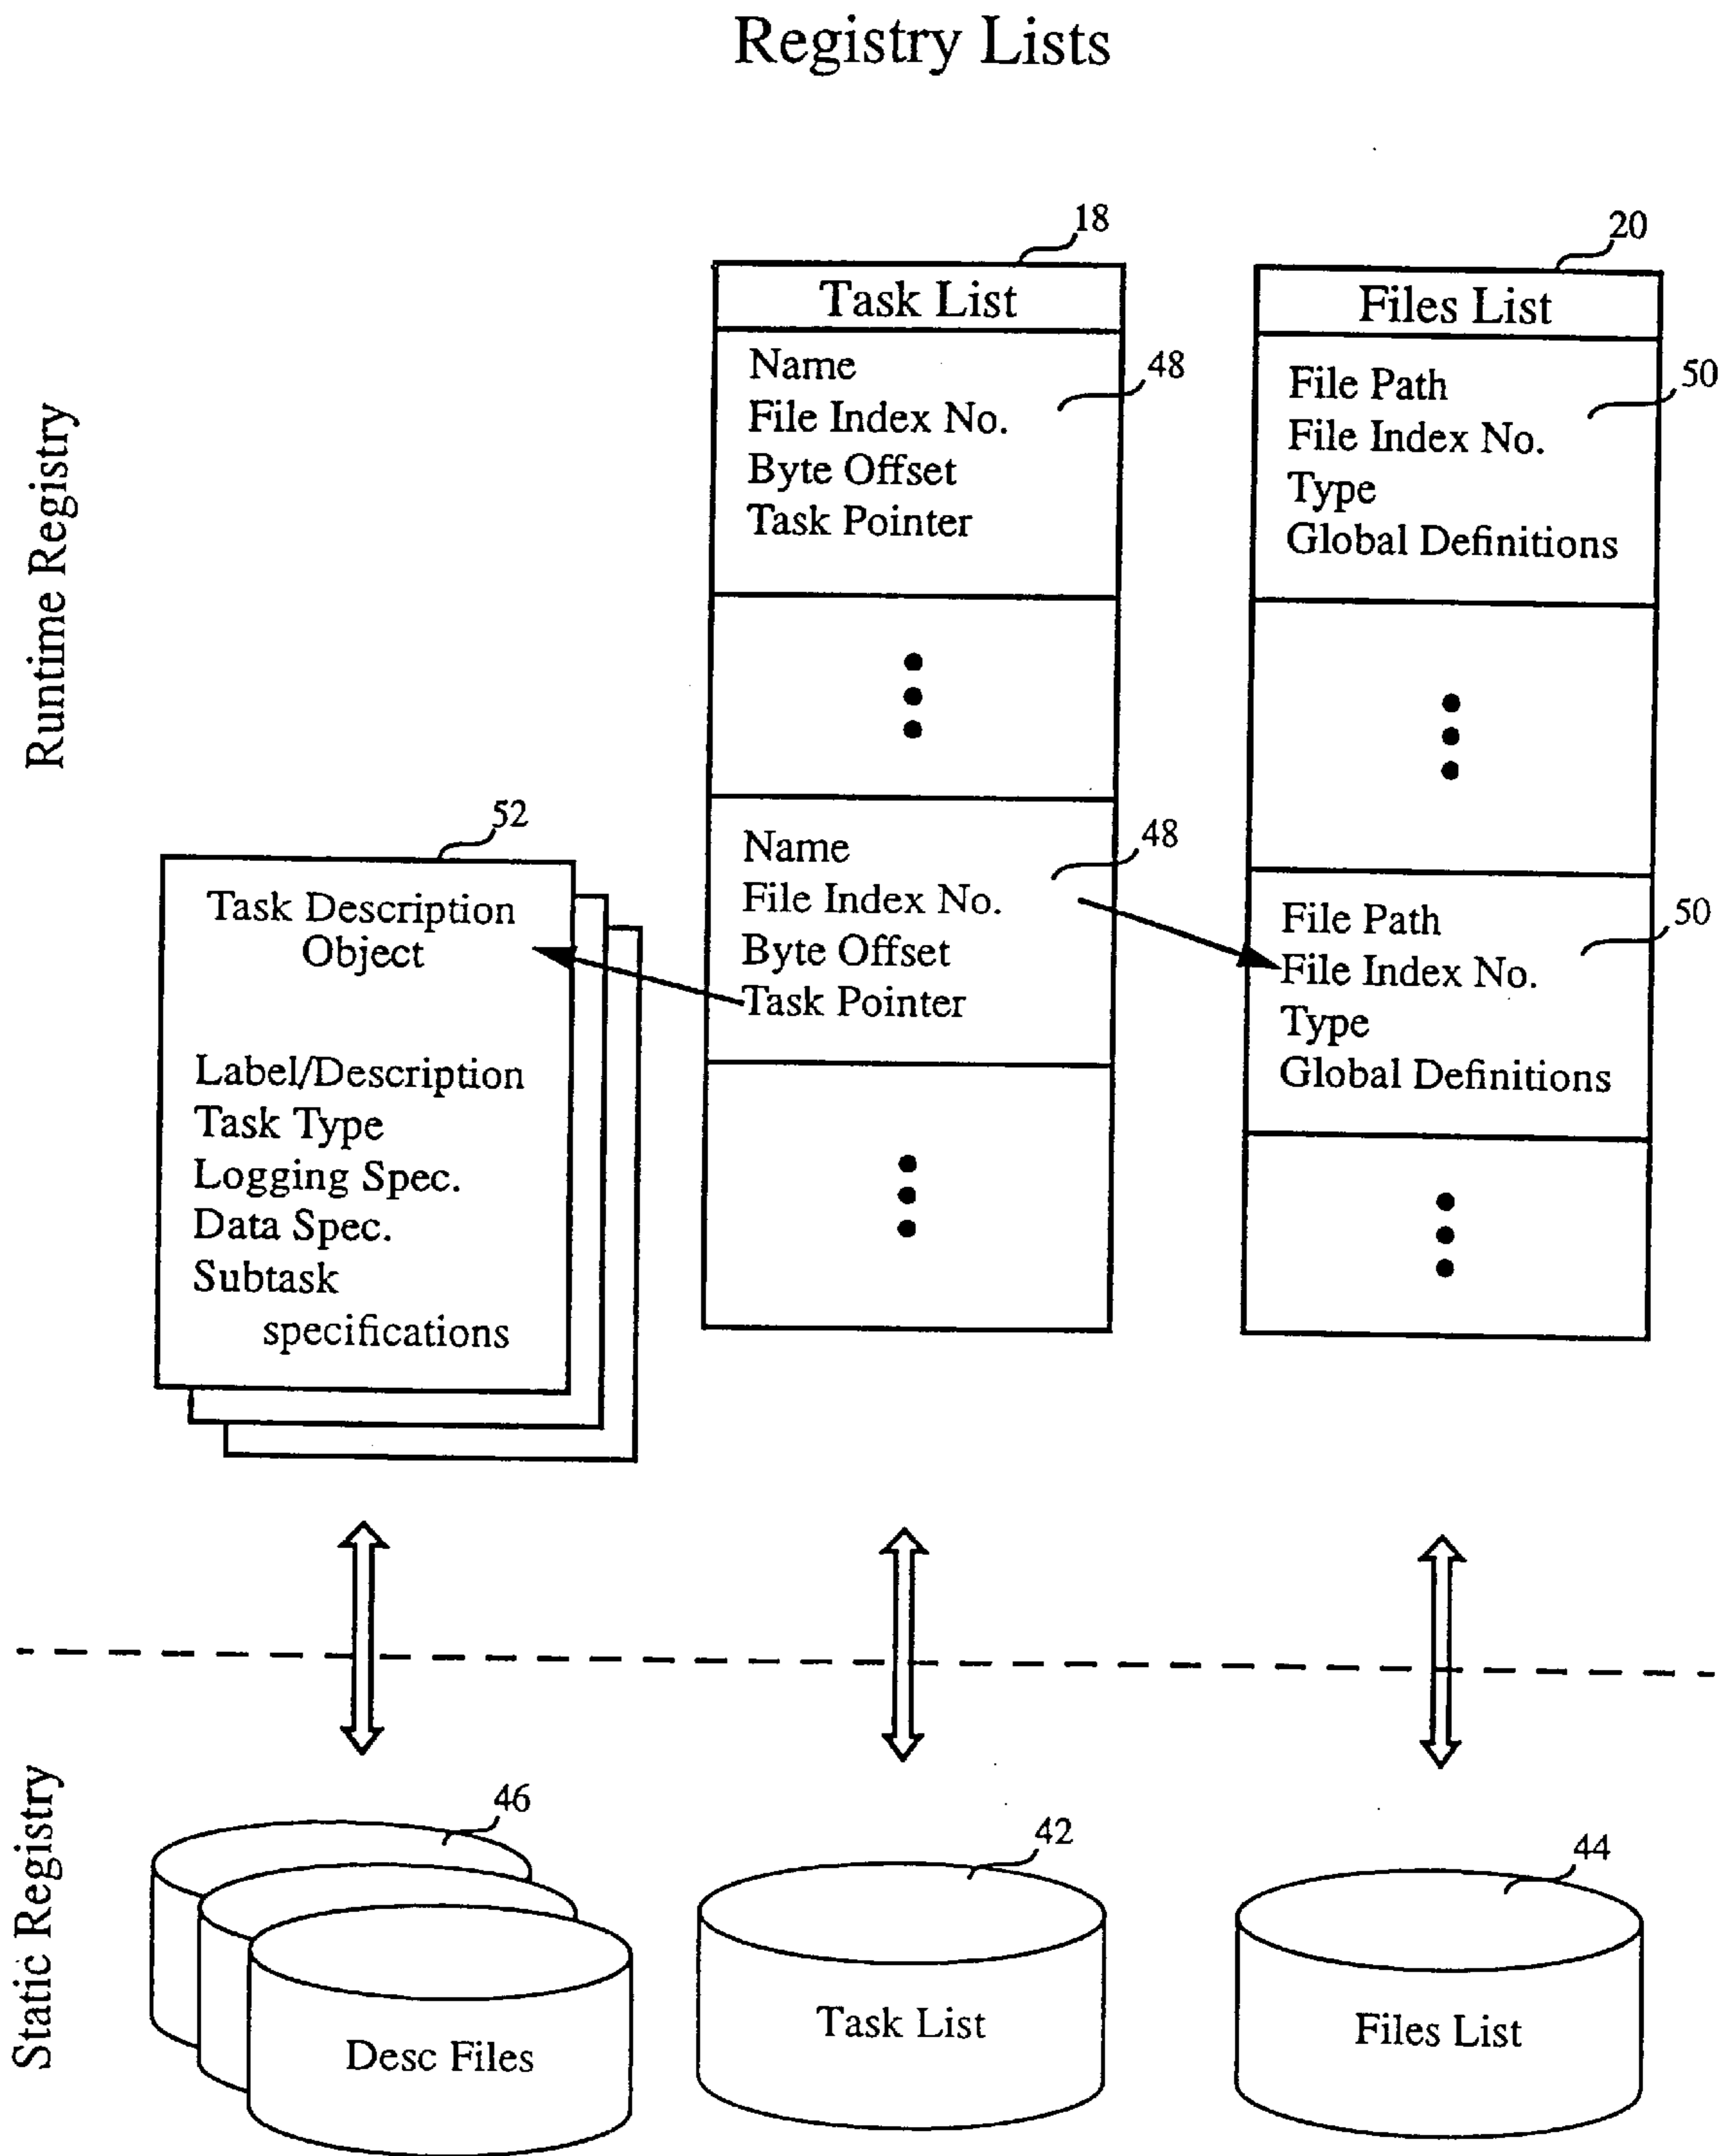 Registry Lists
Runtime Registry
18
Task List
Name
File Index No.
Byte Offset
Task Pointer
48
20
Files List
File Path
File Index No.
Type
Global Definitions
50
52
Task Description
Object
Label/Description
Task Type
Logging Spec.
Data Spec.
Subtask
specifications
Name
File Index No.
Byte Offset
Task Pointer
48
File Path
File Index No.
Type
Global Definitions
50
Static Registry
46
Desc Files
42
Task List
44
Files List